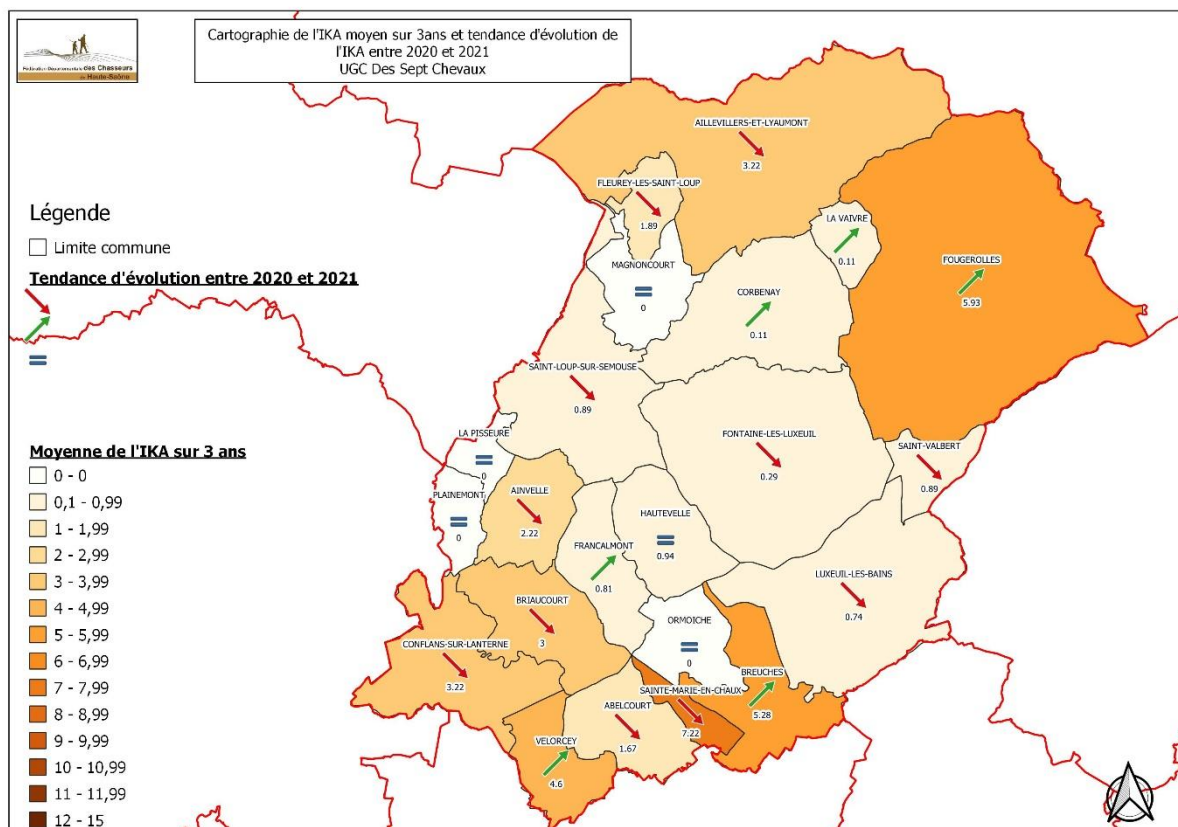 Cartographie de l'IKA moyen sur 3ans et tendance d'évolution de
l'IKA entre 2020 et 2021
UGC Des Sept Chevaux
Fédération Départementale des Chasseurs
de Haute-Saône
Légende
Limite commune
Tendance d'évolution entre 2020 et 2021
=
Moyenne de l'IKA sur 3 ans
0 - 0
0,1 - 0,99
1 - 1,99
2 - 2,99
3 - 3,99
4 - 4,99
5 - 5,99
6 - 6,99
7 - 7,99
8 - 8,99
9 - 9,99
10 - 10,99
11 - 11,99
12 - 15
AILLEVILLERS-ET-LYAUMONT
3.22
FLEUREY-LES-SAINT-LOUP
1.89
LA VAIVRE
0.11
FOUGEROLLES
5.93
MAGNONCOURT
=
0
CORBENAY
0.11
SAINT-LOUP-SUR-SEMOUSE
0.89
LA PISSEURE
=
0
FONTAINE-LES-LUXEUIL
0.29
SAINT-VALBERT
0.89
PLAINEMONT
=
0
AINVELLE
2.22
HAUTEVELLE
=
0.94
FRANCALMONT
0.81
LUXEUIL-LES-BAINS
0.74
BRIAUCOURT
3
ORMOICHE
=
0
CONFLANS-SUR-LANTERNE
3.22
BREUCHES
5.28
SAINTE-MARIE-EN-CHAUX
7.22
ABELCOURT
1.67
VELORCEY
4.6